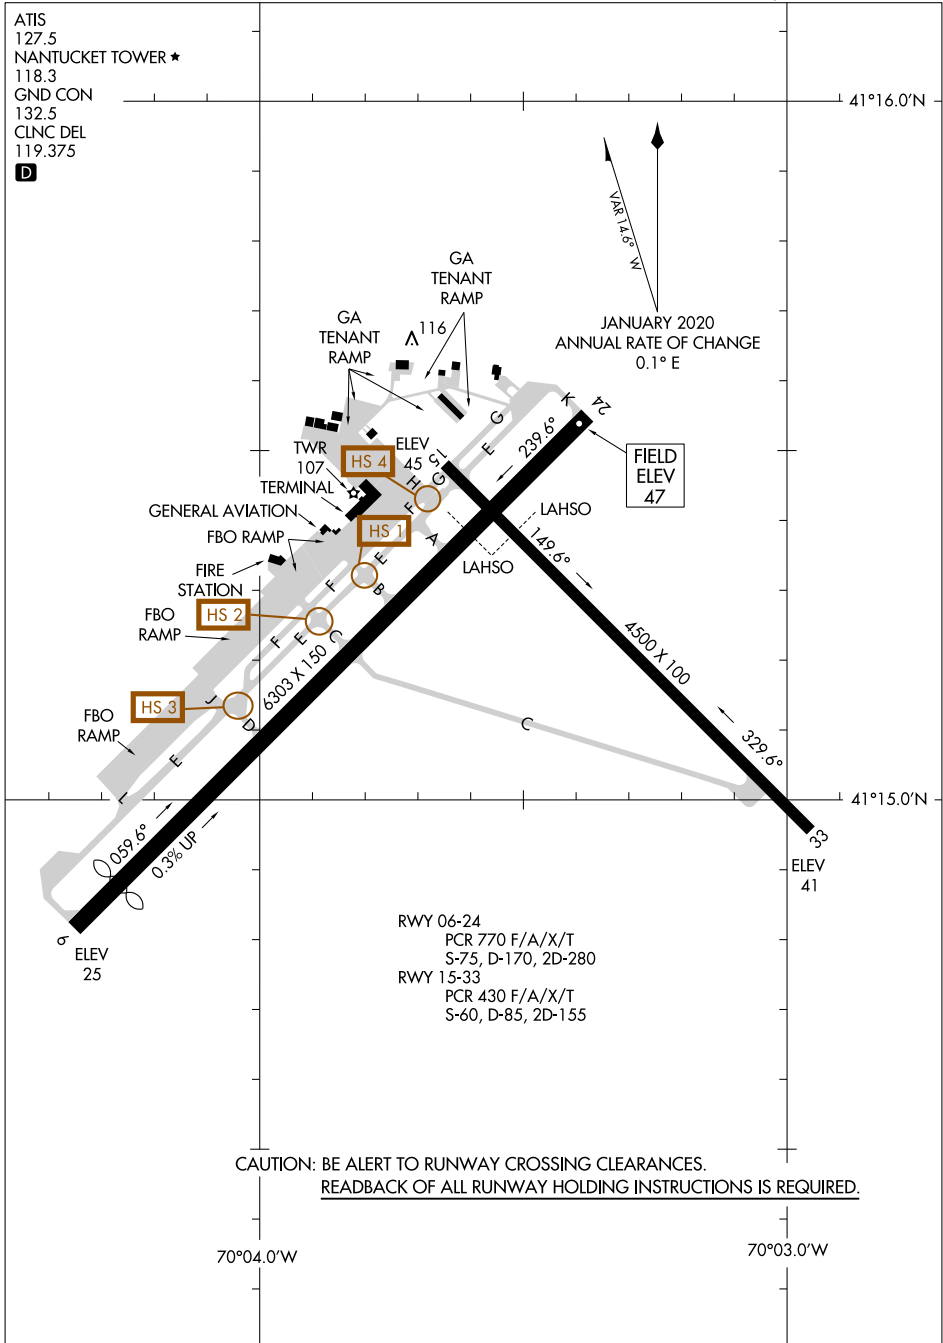 ATIS
127.5
NANTUCKET TOWER ★
118.3
GND CON
132.5
CLNC DEL
119.375
D
41°16.0'N
VAR 14.6° W
JANUARY 2020
ANNUAL RATE OF CHANGE
0.1° E
GA
TENANT
RAMP
GA
TENANT
RAMP
116
K
24
G
E
239.6°
FIELD
ELEV
47
TWR
107
HS 4
ELEV
45
15
TERMINAL
H
G
F
GENERAL AVIATION
HS 1
FBO RAMP
A
LAHSO
LAHSO
149.6°
FIRE
STATION
E
F
B
FBO
RAMP
HS 2
F
E
C
6303 X 150
4500 X 100
HS 3
J
D
C
FBO
RAMP
E
L
329.6°
41°15.0'N
059.6°
0.3% UP
33
ELEV
41
6
ELEV
25
RWY 06-24
PCR 770 F/A/X/T
S-75, D-170, 2D-280
RWY 15-33
PCR 430 F/A/X/T
S-60, D-85, 2D-155
CAUTION: BE ALERT TO RUNWAY CROSSING CLEARANCES.
READBACK OF ALL RUNWAY HOLDING INSTRUCTIONS IS REQUIRED.
70°04.0'W
70°03.0'W